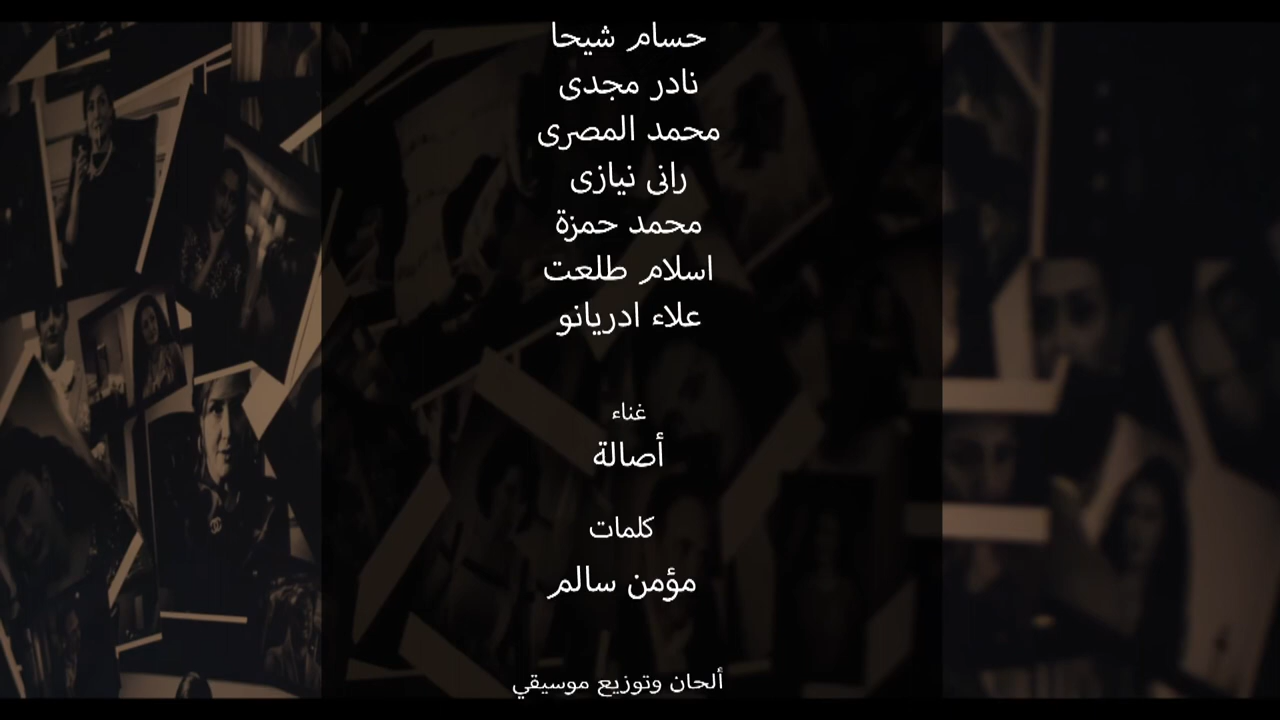 حسام شيحا
نادر مجدى
محمد المصرى
رانى نيازى
محمد حمزة
اسلام طلعت
علاء ادريانو
غناء
أصالة
كلمات
مؤمن سالم
ألحان وتوزيع موسيقي